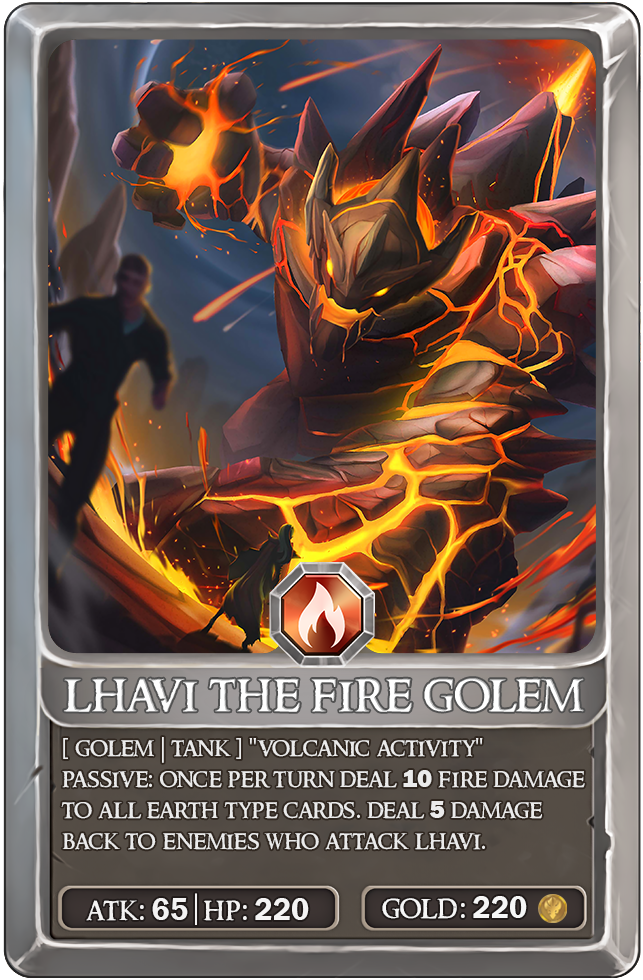 LHAVI THE FIRE GOLEM
[ GOLEM | TANK ] "VOLCANIC ACTIVITY"
PASSIVE: ONCE PER TURN DEAL 10 FIRE DAMAGE
TO ALL EARTH TYPE CARDS. DEAL 5 DAMAGE
BACK TO ENEMIES WHO ATTACK LHAVI.
ATK: 65 | HP: 220
GOLD: 220